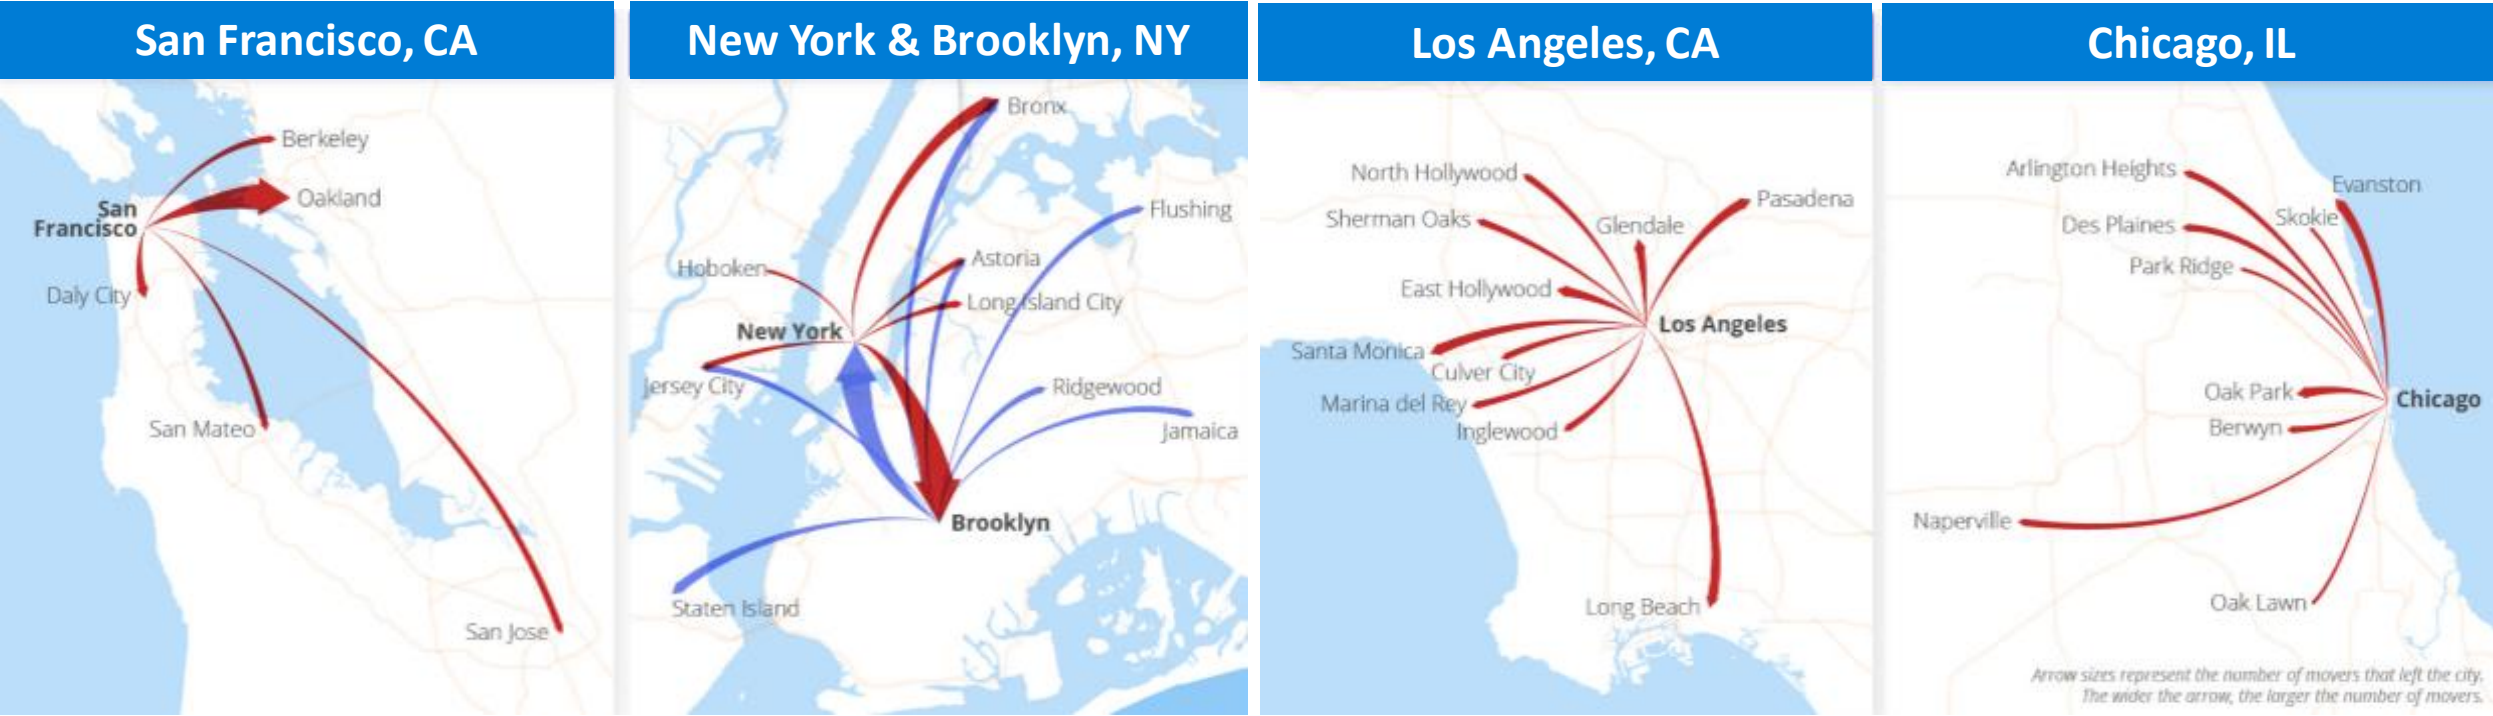 San Francisco, CA
Berkeley
Oakland
San
Francisco
Daly City
San Mateo
San Jose
New York & Brooklyn, NY
Bronx
Flushing
Astoria
Hoboken
Long Island City
New York
Jersey City
Ridgewood
Jamaica
Brooklyn
Staten Island
Los Angeles, CA
North Hollywood
Pasadena
Sherman Oaks
Glendale
East Hollywood
Los Angeles
Santa Monica
Culver City
Marina del Rey
Inglewood
Long Beach
Chicago, IL
Arlington Heights
Evanston
Skokie
Des Plaines
Park Ridge
Oak Park
Chicago
Berwyn
Naperville
Oak Lawn
Arrow sizes represent the number of movers that left the city.
The wider the arrow, the larger the number of movers.